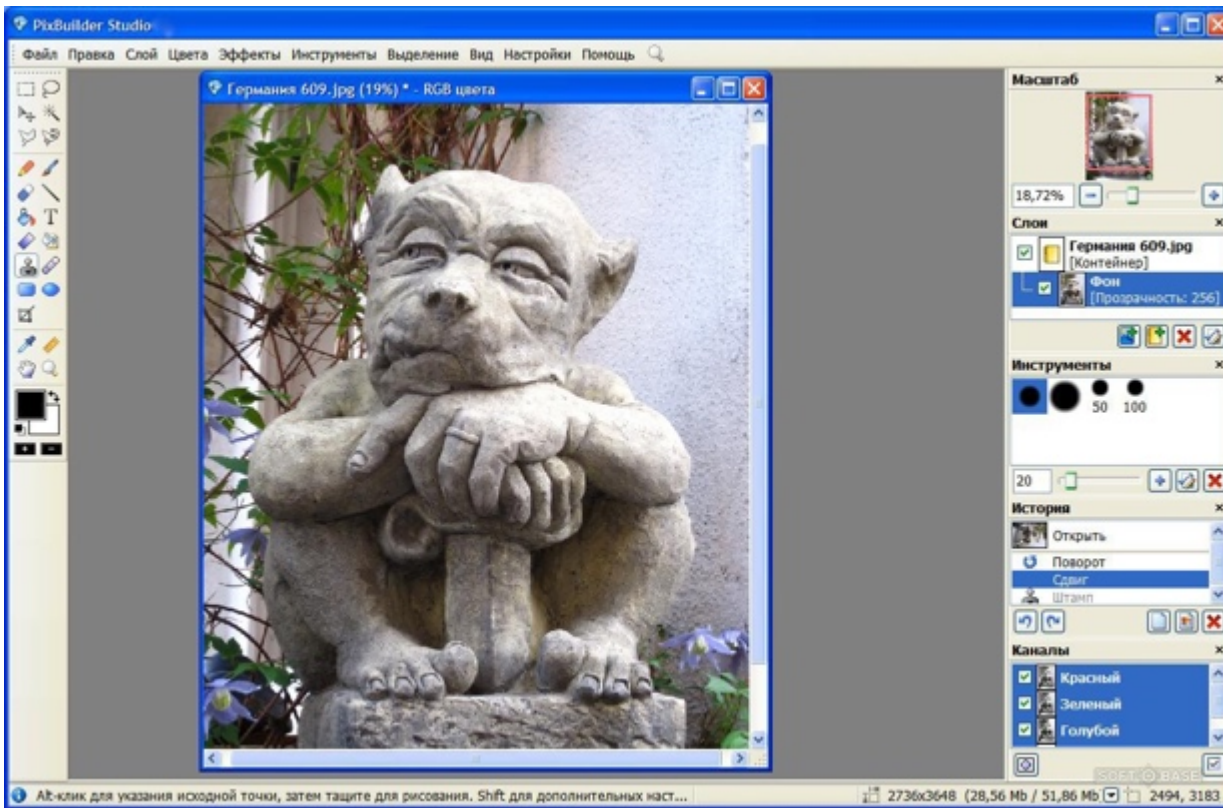 PixBuilder Studio
Файл Правка Слой Цвета Эффекты Инструменты Выделение Вид Настройки Помощь
Германия 609.jpg (19%) * - RGB цвета
Масштаб
18,72%
Слои
Германия 609.jpg
[Контейнер]
Фон
[Прозрачность: 256]
Инструменты
50 100
20
История
Открыть
Поворот
Сдвиг
Штамп
Каналы
Красный
Зеленый
Голубой
SOFT BASE
Alt-клик для указания исходной точки, затем тащите для рисования. Shift для дополнительных наст... 2736x3648 (28,56 Mb / 51,86 Mb) 2494, 3183